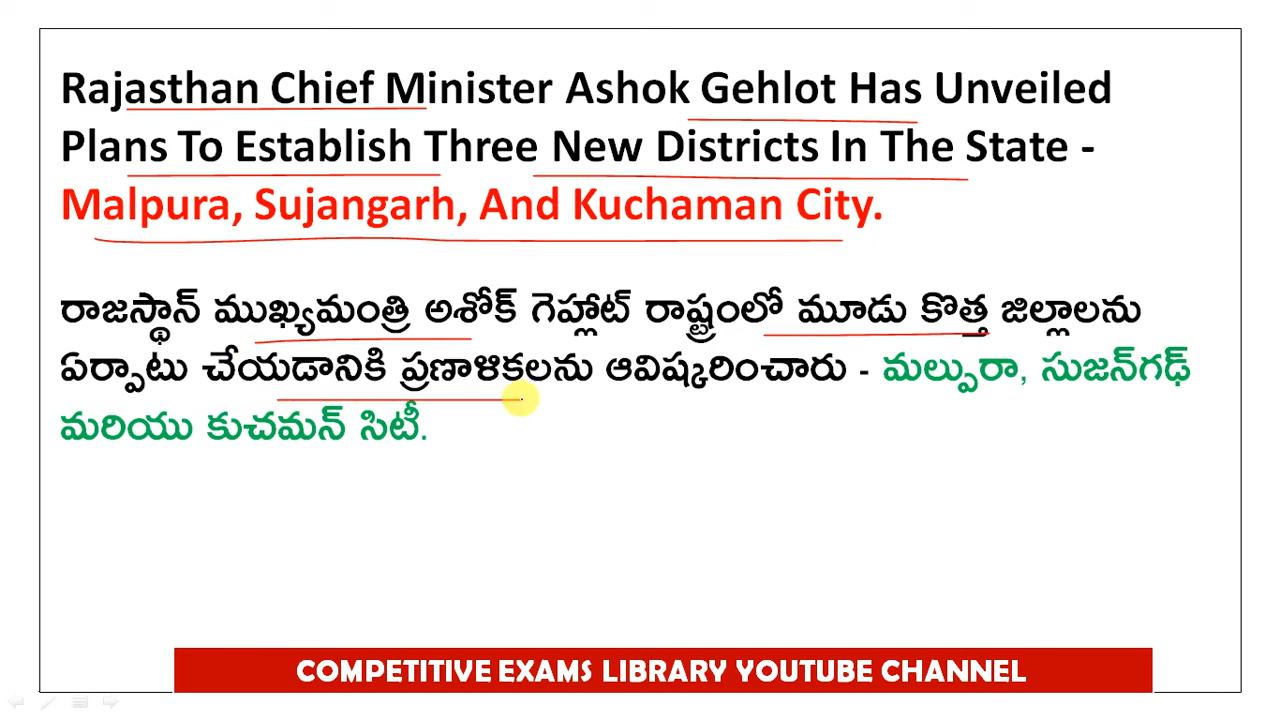 Rajasthan Chief Minister Ashok Gehlot Has Unveiled
Plans To Establish Three New Districts In The State -
Malpura, Sujangarh, And Kuchaman City.
రాజస్థాన్ ముఖ్యమంత్రి అశోక్ గెహ్లాట్ రాష్ట్రంలో మూడు కొత్త జిల్లాలను
ఏర్పాటు చేయడానికి ప్రణాళికలను ఆవిష్కరించారు - మల్పురా, సుజన్‌గఢ్
మరియు కుచమన్ సిటీ.
COMPETITIVE EXAMS LIBRARY YOUTUBE CHANNEL